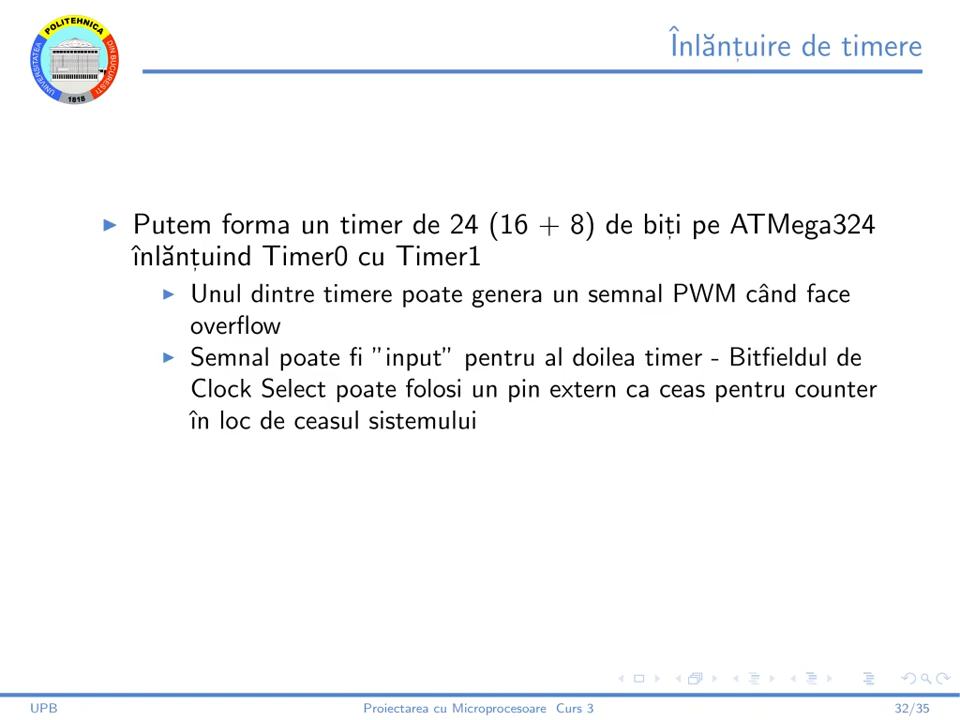 POLITEHNICA
UNIVERSITATEA
DIN BUCURESTI
1818
Înlănțuire de timere
Putem forma un timer de 24 (16 + 8) de biți pe ATMega324
înlănțuind Timer0 cu Timer1
Unul dintre timere poate genera un semnal PWM când face
overflow
Semnal poate fi ”input” pentru al doilea timer - Bitfieldul de
Clock Select poate folosi un pin extern ca ceas pentru counter
în loc de ceasul sistemului
UPB
Proiectarea cu Microprocesoare Curs 3
32/35